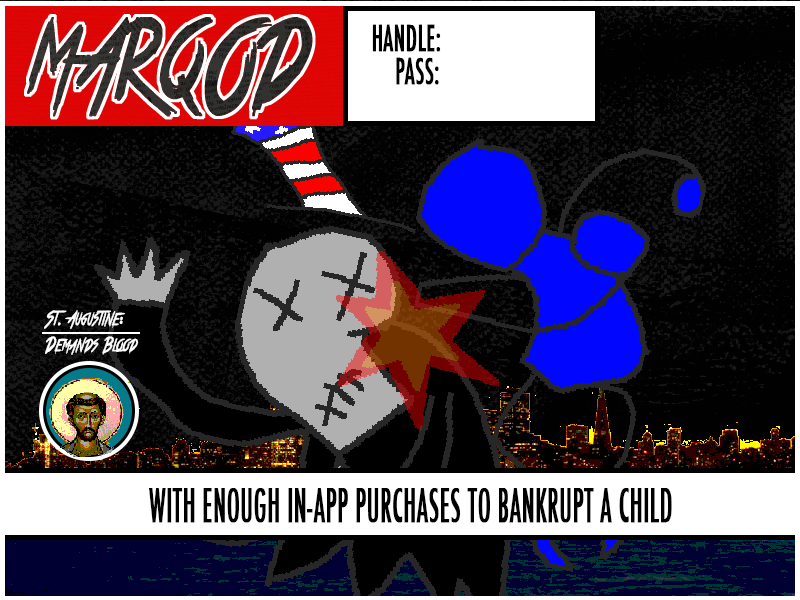 MARQOD
HANDLE:
PASS:
ST. AUGUSTINE:
DEMANDS BLOOD
WITH ENOUGH IN-APP PURCHASES TO BANKRUPT A CHILD